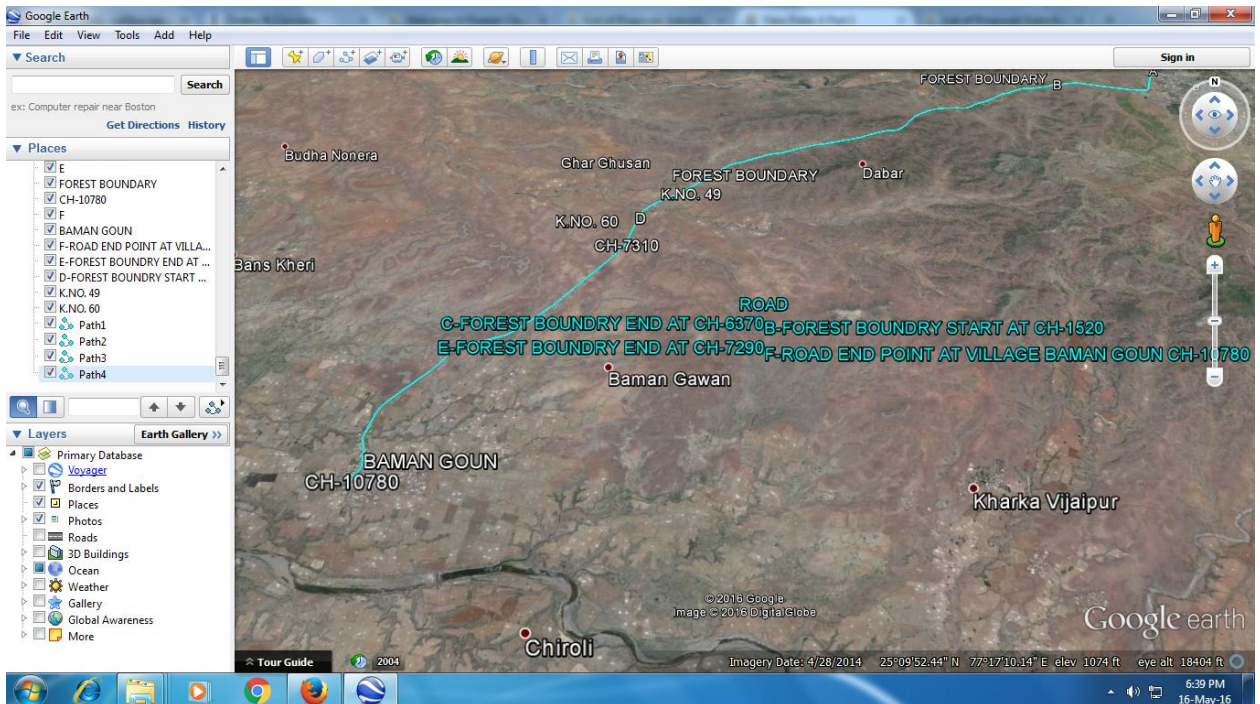 Google Earth
File Edit View Tools Add Help
Search
Search
ex: Computer repair near Boston
Get Directions History
Places
E
FOREST BOUNDARY
CH-10780
F
BAMAN GOUN
F-ROAD END POINT AT VILLA...
E-FOREST BOUNDRY END AT ...
D-FOREST BOUNDRY START ...
K.NO. 49
K.NO. 60
Path1
Path2
Path3
Path4
Layers
Earth Gallery >>
Primary Database
Voyager
Borders and Labels
Places
Photos
Roads
3D Buildings
Ocean
Weather
Gallery
Global Awareness
More
Sign in
A
FOREST BOUNDARY B
N
Budha Nonera
Ghar Ghusan
FOREST BOUNDARY
Dabar
K.NO. 49
K.NO. 60 D
CH-7310
Bans Kheri
ROAD
C-FOREST BOUNDRY END AT CH-6370
B-FOREST BOUNDRY START AT CH-1520
E-FOREST BOUNDRY END AT CH-7290
F-ROAD END POINT AT VILLAGE BAMAN GOUN CH-10780
Baman Gawan
BAMAN GOUN
CH-10780
Kharka Vijaipur
© 2016 Google
Image © 2016 DigitalGlobe
Google earth
Chiroli
Tour Guide
2004
Imagery Date: 4/28/2014 25°09'52.44" N 77°17'10.14" E elev 1074 ft eye alt 18404 ft
6:39 PM
16-May-16